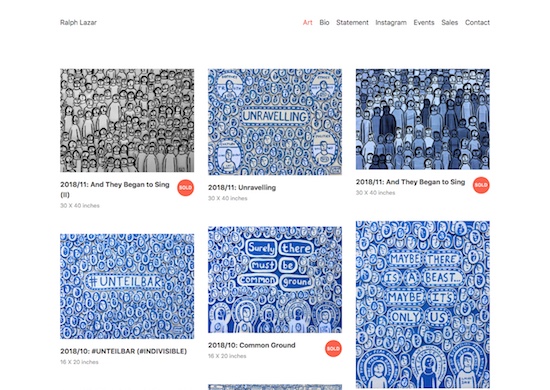 Ralph Lazar
Art Bio Statement Instagram Events Sales Contact
UNRAVELLING
2018/11: And They Began to Sing
(II)
30 X 40 inches
SOLD
2018/11: Unravelling
30 X 40 inches
2018/11: And They Began to Sing
30 X 40 inches
SOLD
#UNTEILBAR
2018/10: #UNTEILBAR (#INDIVISIBLE)
16 X 20 inches
Surely there
must be
common ground
2018/10: Common Ground
16 X 20 inches
SOLD
MAYBE THERE
IS A BEAST...
MAYBE ITS
ONLY US